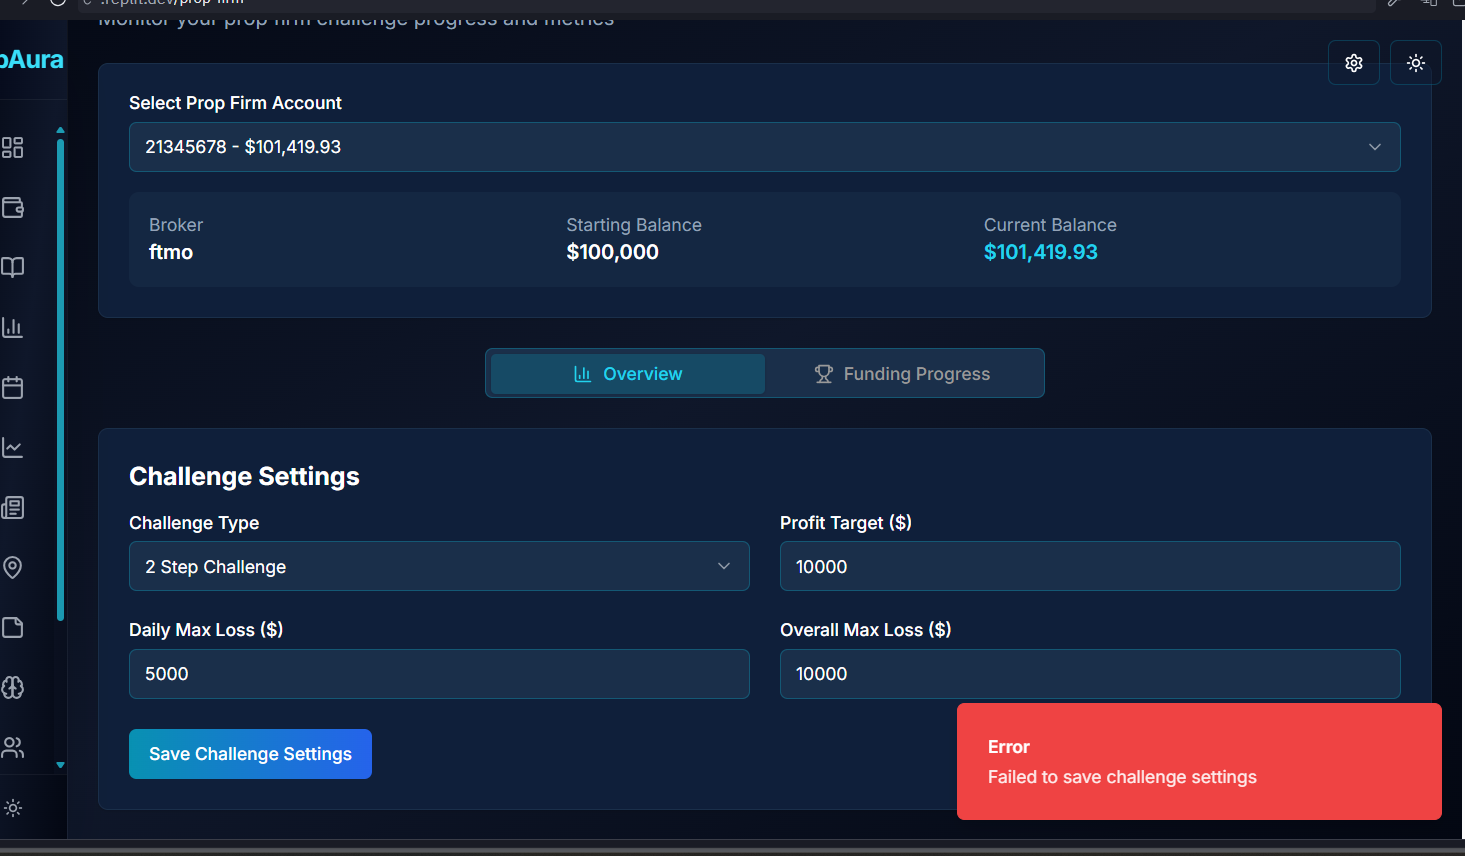 .replit.dev/prop-firm
Monitor your prop firm challenge progress and metrics
pAura
Select Prop Firm Account
21345678 - $101,419.93
Broker
Starting Balance
Current Balance
ftmo
$100,000
$101,419.93
Overview
Funding Progress
Challenge Settings
Challenge Type
Profit Target ($)
2 Step Challenge
10000
Daily Max Loss ($)
Overall Max Loss ($)
5000
10000
Save Challenge Settings
Error
Failed to save challenge settings